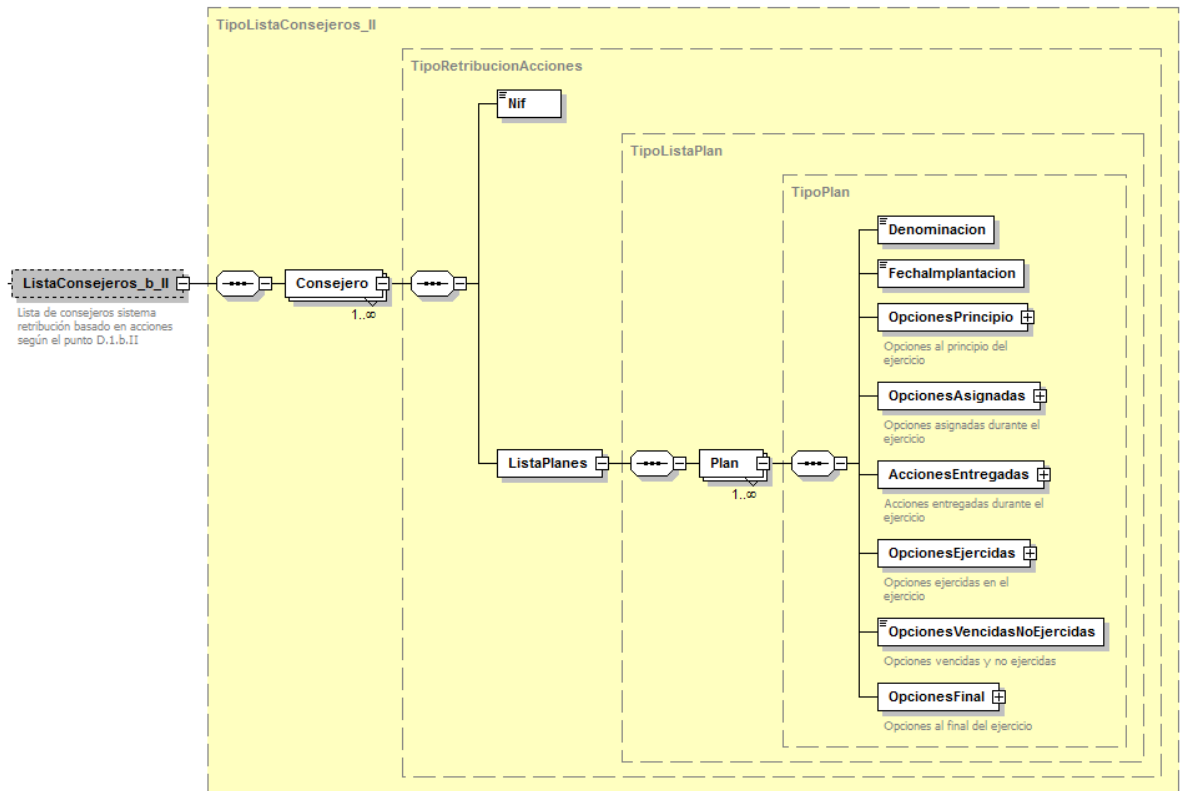 TipoListaConsejeros_II
TipoRetribucionAcciones
Nif
TipoListaPlan
TipoPlan
Denominacion
FechaImplantacion
ListaConsejeros_b_II
Consejero
OpcionesPrincipio
1..∞
Lista de consejeros sistema
retribución basado en acciones
según el punto D.1.b.II
Opciones al principio del
ejercicio
OpcionesAsignadas
Opciones asignadas durante el
ejercicio
ListaPlanes
Plan
1..∞
AccionesEntregadas
Acciones entregadas durante el
ejercicio
OpcionesEjercidas
Opciones ejercidas en el
ejercicio
OpcionesVencidasNoEjercidas
Opciones vencidas y no ejercidas
OpcionesFinal
Opciones al final del ejercicio